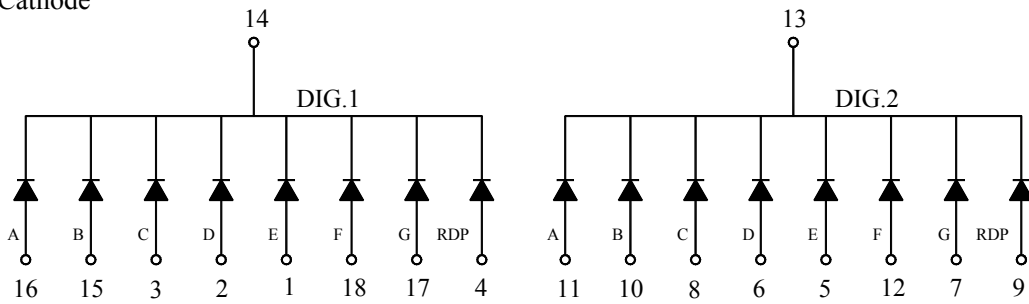 Cathode
14 13
DIG.1 DIG.2
A B C D E F G RDP A B C D E F G RDP
16 15 3 2 1 18 17 4 11 10 8 6 5 12 7 9